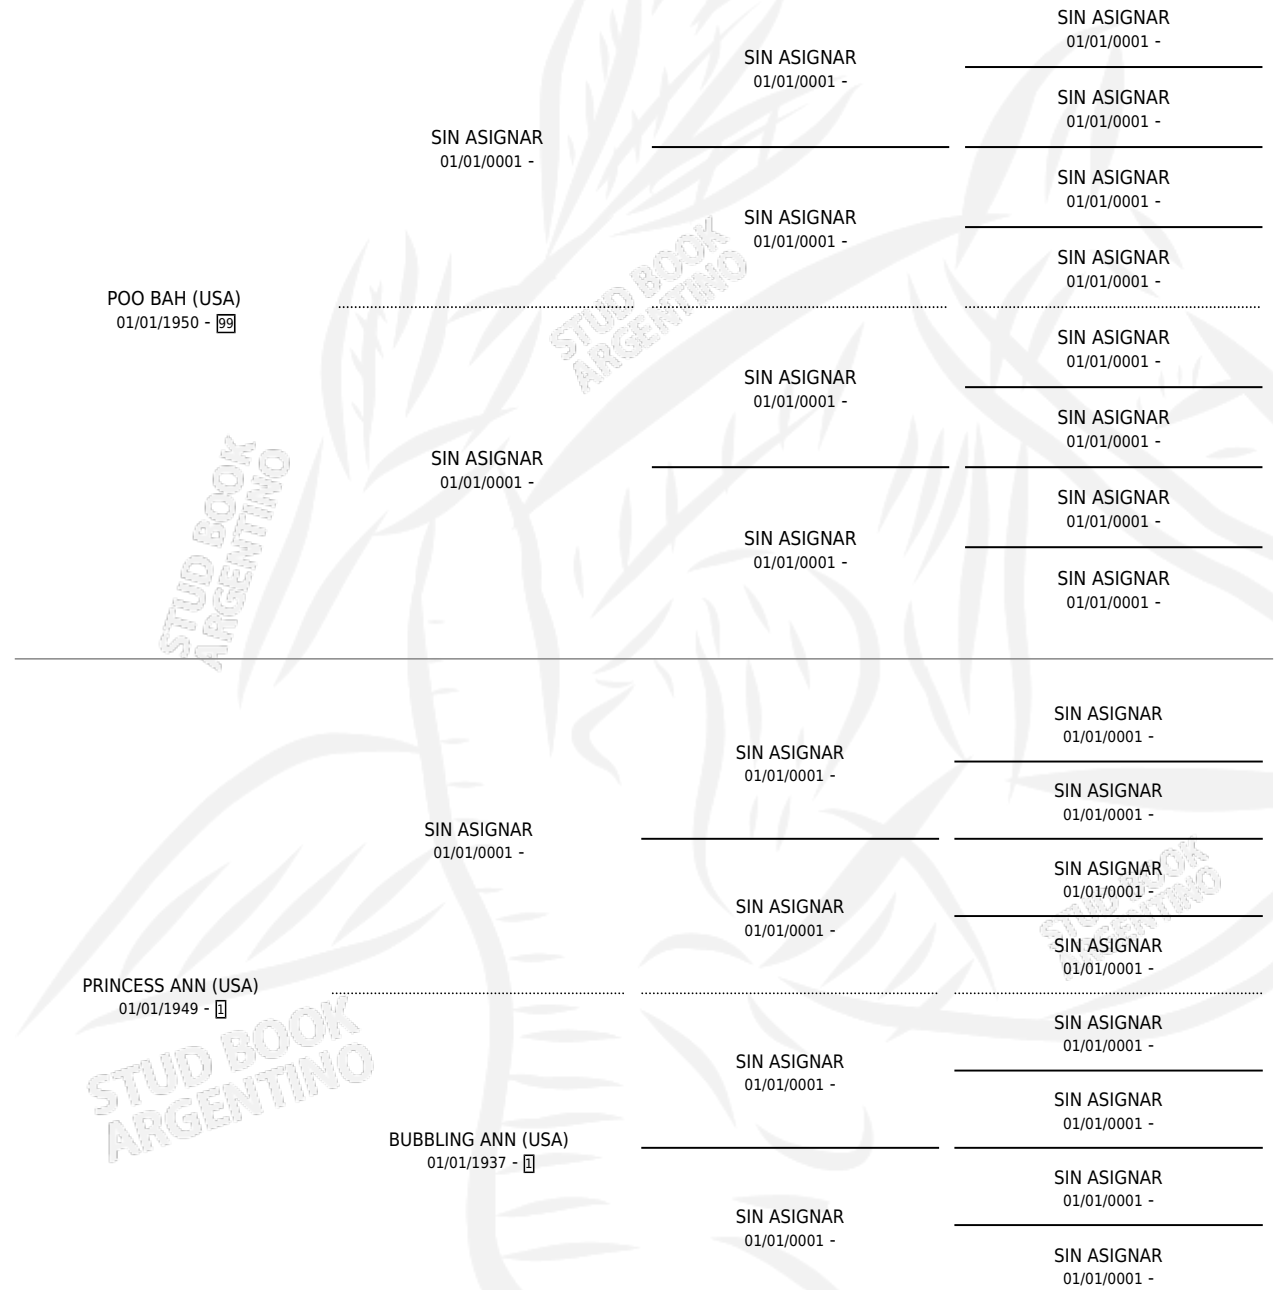 SIN ASIGNAR
01/01/0001 -
SIN ASIGNAR
01/01/0001 -
SIN ASIGNAR
01/01/0001 -
SIN ASIGNAR
01/01/0001 -
SIN ASIGNAR
01/01/0001 -
SIN ASIGNAR
01/01/0001 -
SIN ASIGNAR
01/01/0001 -
STUD BOOK
ARGENTINO
POO BAH (USA)
01/01/1950 - 99
SIN ASIGNAR
01/01/0001 -
SIN ASIGNAR
01/01/0001 -
SIN ASIGNAR
01/01/0001 -
SIN ASIGNAR
01/01/0001 -
SIN ASIGNAR
01/01/0001 -
STUD BOOK
ARGENTINO
SIN ASIGNAR
01/01/0001 -
SIN ASIGNAR
01/01/0001 -
SIN ASIGNAR
01/01/0001 -
SIN ASIGNAR
01/01/0001 -
SIN ASIGNAR
01/01/0001 -
SIN ASIGNAR
01/01/0001 -
SIN ASIGNAR
01/01/0001 -
SIN ASIGNAR
01/01/0001 -
STUD BOOK
ARGENTINO
SIN ASIGNAR
01/01/0001 -
SIN ASIGNAR
01/01/0001 -
PRINCESS ANN (USA)
01/01/1949 - 1
STUD BOOK
ARGENTINO
SIN ASIGNAR
01/01/0001 -
SIN ASIGNAR
01/01/0001 -
SIN ASIGNAR
01/01/0001 -
BUBBLING ANN (USA)
01/01/1937 - 1
SIN ASIGNAR
01/01/0001 -
SIN ASIGNAR
01/01/0001 -
SIN ASIGNAR
01/01/0001 -